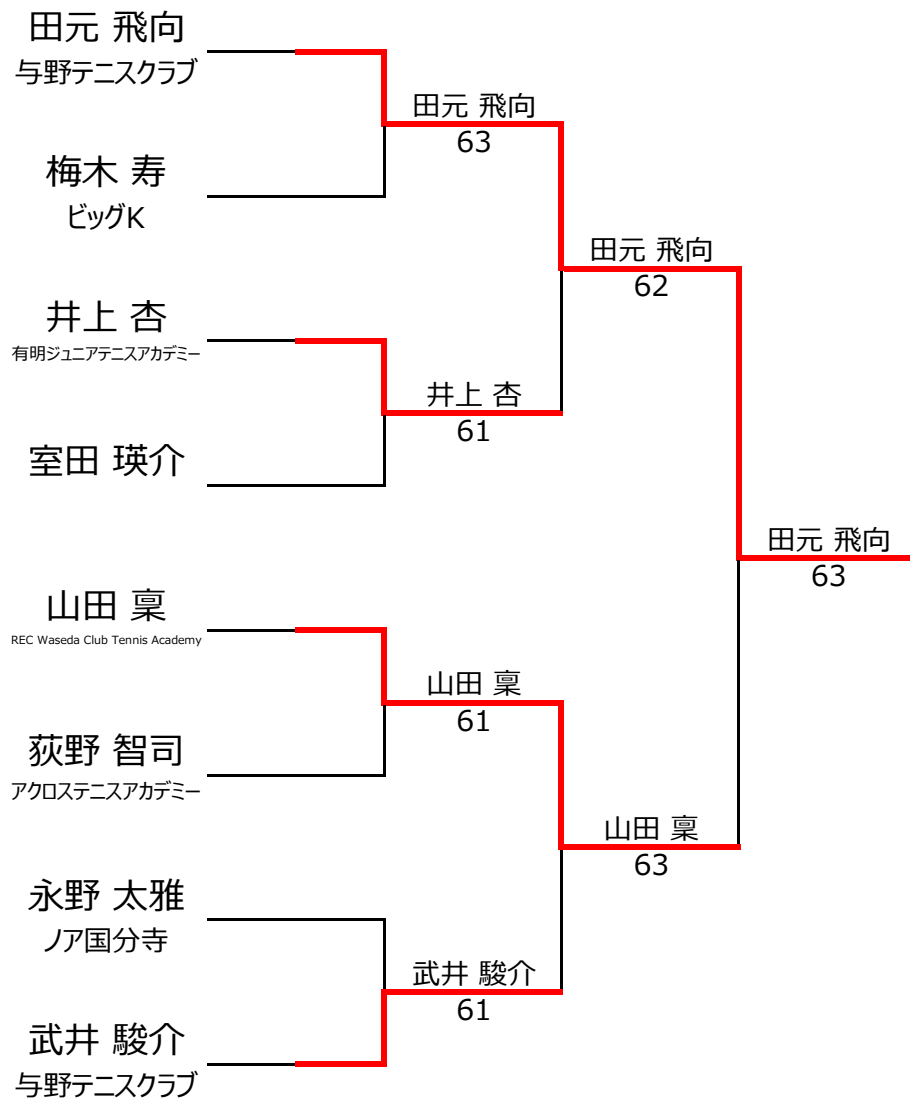 田元 飛向
与野テニスクラブ
梅木 寿
ビッグK
井上 杏
有明ジュニアテニスアカデミー
室田 瑛介
山田 稟
REC Waseda Club Tennis Academy
荻野 智司
アクロステニスアカデミー
永野 太雅
ノア国分寺
武井 駿介
与野テニスクラブ
田元 飛向
63
井上 杏
61
山田 稟
61
武井 駿介
61
田元 飛向
62
山田 稟
63
田元 飛向
63